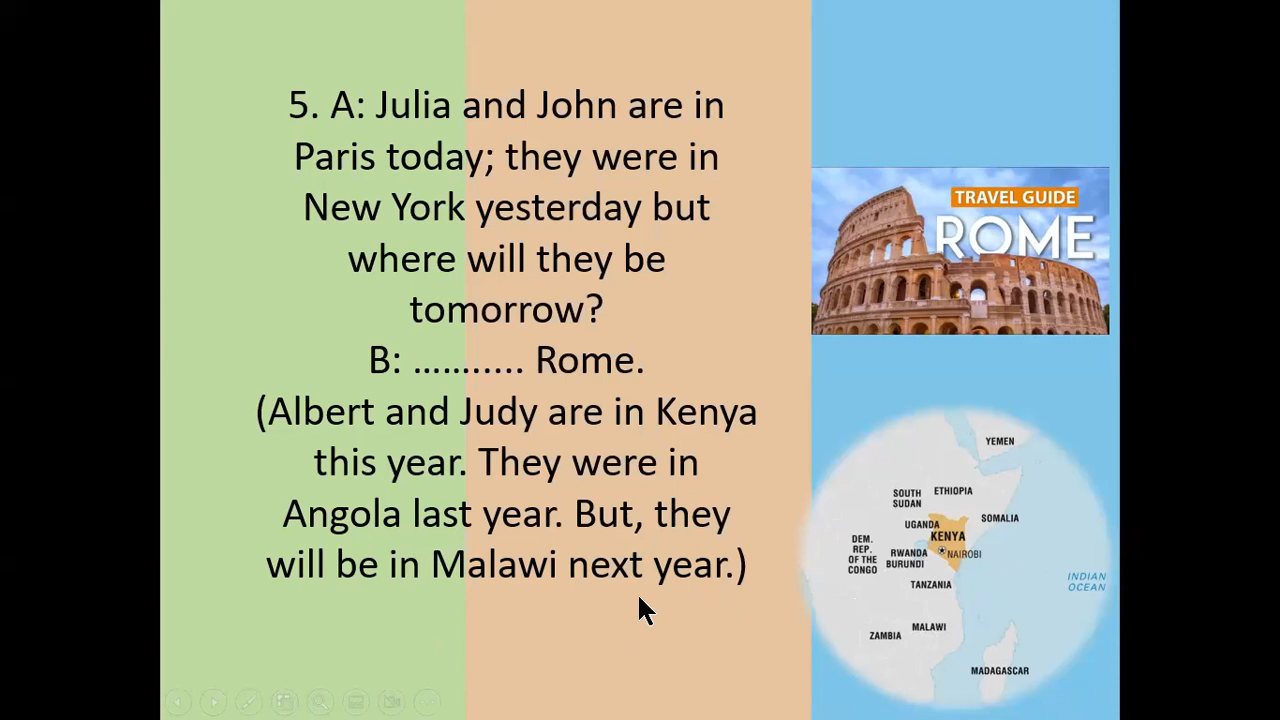 5. A: Julia and John are in
Paris today; they were in
New York yesterday but
where will they be
tomorrow?
B: ........... Rome.
(Albert and Judy are in Kenya
this year. They were in
Angola last year. But, they
will be in Malawi next year.)
TRAVEL GUIDE
ROME
YEMEN
SOUTH
SUDAN
ETHIOPIA
SOMALIA
UGANDA
KENYA
NAIROBI
DEM.
REP.
OF THE
CONGO
RWANDA
BURUNDI
TANZANIA
INDIAN
OCEAN
MALAWI
ZAMBIA
MADAGASCAR